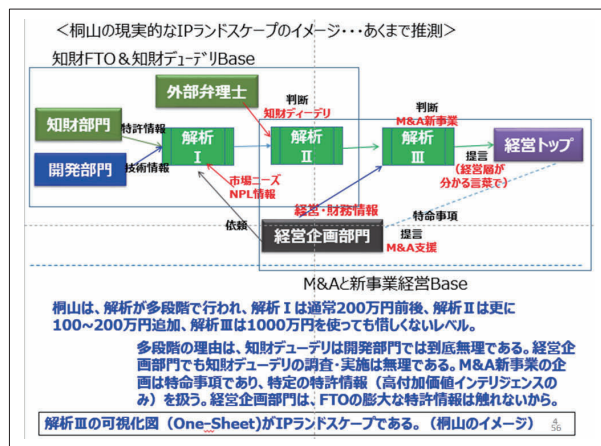 ＜桐山の現実的なIPランドスケープのイメージ・・・あくまで推測＞
知財FTO＆知財デューデリBase
外部弁理士
判断
知財ディーデリ
判断
M&A新事業
知財部門
特許情報
解析
Ⅰ
解析
Ⅱ
解析
Ⅲ
経営トップ
開発部門
技術情報
提言
（経営層が
分かる言葉で）
市場ニーズ
NPL情報
経営・財務情報
特命事項
依頼
経営企画部門
提言
M&A支援
M&Aと新事業経営Base
桐山は、解析が多段階で行われ、解析Ⅰは通常200万円前後、解析Ⅱは更に
100~200万円追加、解析Ⅲは1000万円を使っても惜しくないレベル。
多段階の理由は、知財デューデリは開発部門では到底無理である。経営企
画部門でも知財デューデリの調査・実施は無理である。M&A新事業の企
画は特命事項であり、特定の特許情報（高付加価値インテリジェンスの
み）を扱う。経営企画部門は、FTOの膨大な特許情報は触れないから。
解析Ⅲの可視化図（One-Sheet)がIPランドスケープである。（桐山のイメージ）
4
56